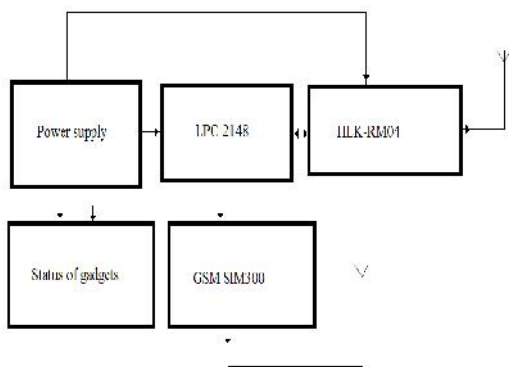 Power supply
LPC 2148
HLK-RM04
Status of gadgets
GSM SIM300